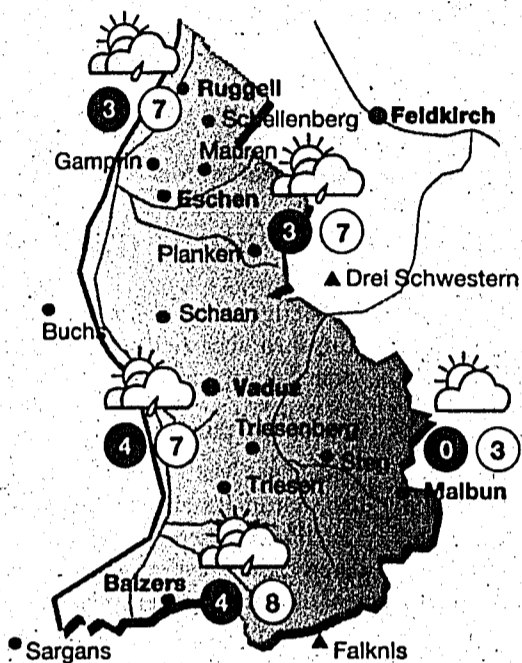 Ruggell
3 7
Schellenberg
Feldkirch
Gamprin
Mauren
Eschen
3 7
Planken
Drei Schwestern
Schaan
Buchs
Vaduz
4 7
Triesenberg
0 3
Steg
Triesen
Malbun
Balzers
4 8
Sargans
Falknis